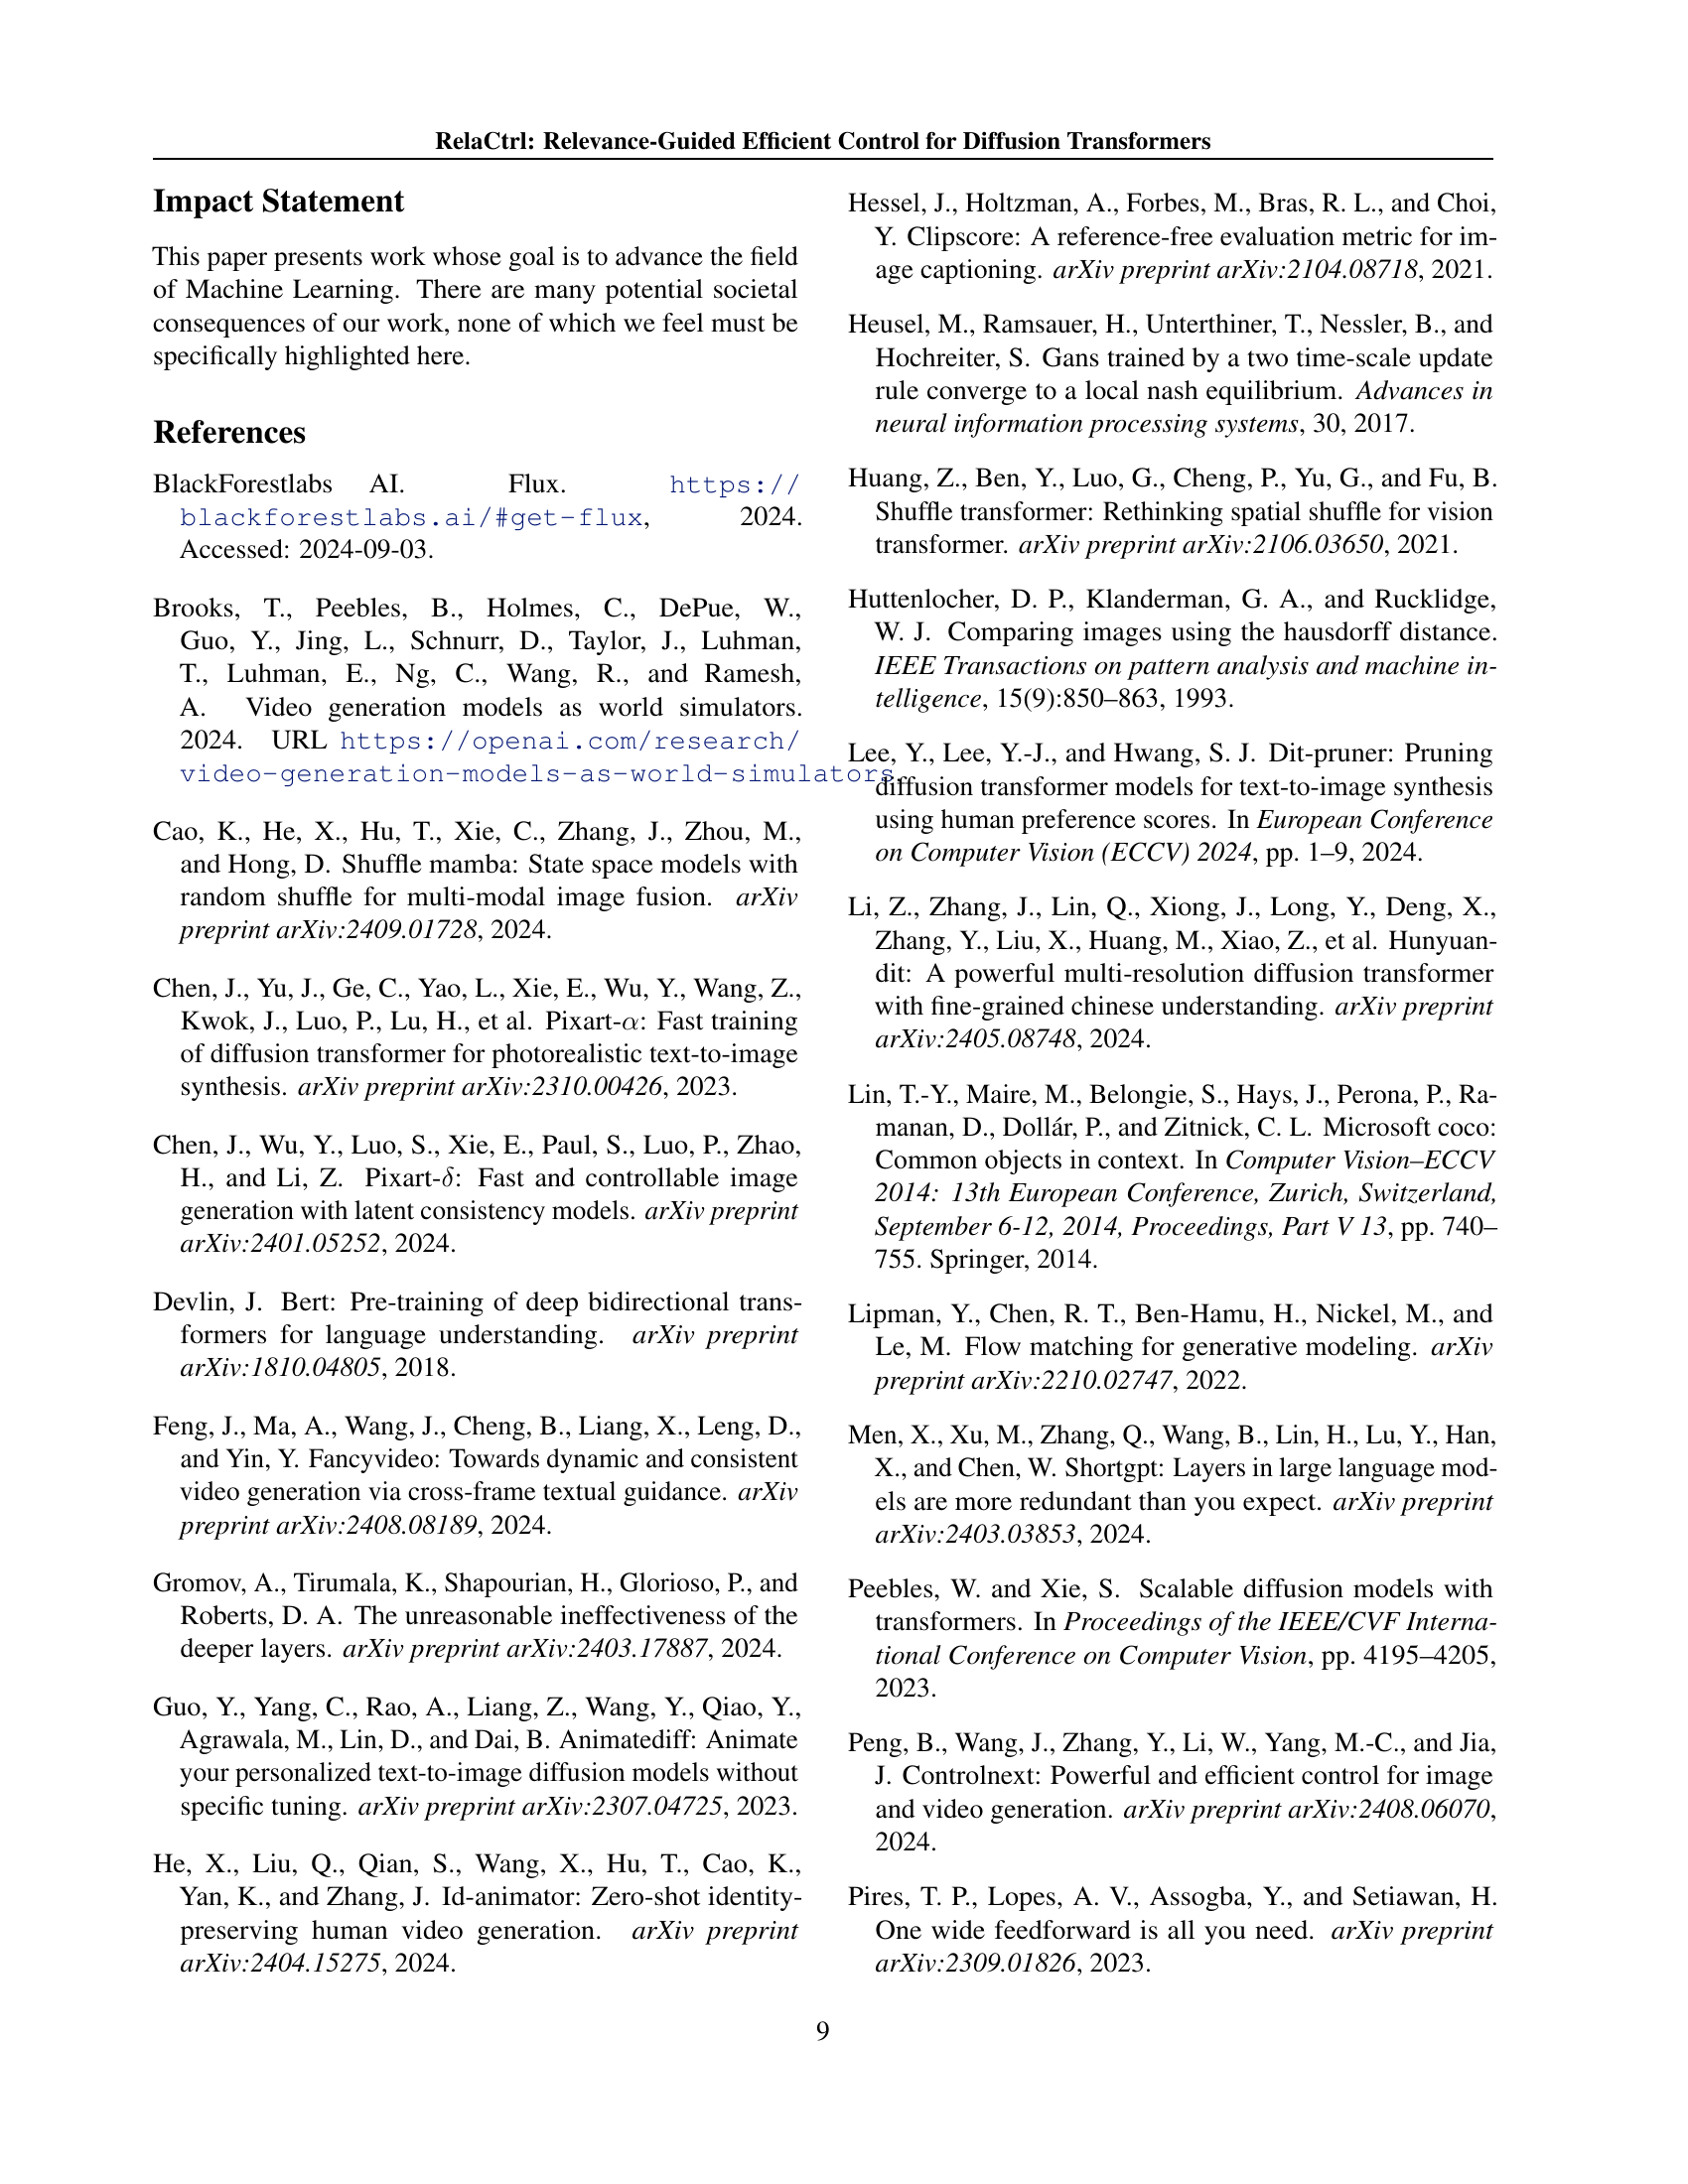 RelaCtrl: Relevance-Guided Efficient Control for Diffusion Transformers
Impact Statement
This paper presents work whose goal is to advance the field
of Machine Learning. There are many potential societal
consequences of our work, none of which we feel must be
specifically highlighted here.
References
BlackForestlabs AI. Flux. https://
blackforestlabs.ai/#get-flux, 2024.
Accessed: 2024-09-03.
Brooks, T., Peebles, B., Holmes, C., DePue, W.,
Guo, Y., Jing, L., Schnurr, D., Taylor, J., Luhman,
T., Luhman, E., Ng, C., Wang, R., and Ramesh,
A. Video generation models as world simulators.
2024. URL https://openai.com/research/
video-generation-models-as-world-simulators.
Cao, K., He, X., Hu, T., Xie, C., Zhang, J., Zhou, M.,
and Hong, D. Shuffle mamba: State space models with
random shuffle for multi-modal image fusion. arXiv
preprint arXiv:2409.01728, 2024.
Chen, J., Yu, J., Ge, C., Yao, L., Xie, E., Wu, Y., Wang, Z.,
Kwok, J., Luo, P., Lu, H., et al. Pixart-α: Fast training
of diffusion transformer for photorealistic text-to-image
synthesis. arXiv preprint arXiv:2310.00426, 2023.
Chen, J., Wu, Y., Luo, S., Xie, E., Paul, S., Luo, P., Zhao,
H., and Li, Z. Pixart-δ: Fast and controllable image
generation with latent consistency models. arXiv preprint
arXiv:2401.05252, 2024.
Devlin, J. Bert: Pre-training of deep bidirectional trans-
formers for language understanding. arXiv preprint
arXiv:1810.04805, 2018.
Feng, J., Ma, A., Wang, J., Cheng, B., Liang, X., Leng, D.,
and Yin, Y. Fancyvideo: Towards dynamic and consistent
video generation via cross-frame textual guidance. arXiv
preprint arXiv:2408.08189, 2024.
Gromov, A., Tirumala, K., Shapourian, H., Glorioso, P., and
Roberts, D. A. The unreasonable ineffectiveness of the
deeper layers. arXiv preprint arXiv:2403.17887, 2024.
Guo, Y., Yang, C., Rao, A., Liang, Z., Wang, Y., Qiao, Y.,
Agrawala, M., Lin, D., and Dai, B. Animatediff: Animate
your personalized text-to-image diffusion models without
specific tuning. arXiv preprint arXiv:2307.04725, 2023.
He, X., Liu, Q., Qian, S., Wang, X., Hu, T., Cao, K.,
Yan, K., and Zhang, J. Id-animator: Zero-shot identity-
preserving human video generation. arXiv preprint
arXiv:2404.15275, 2024.
Hessel, J., Holtzman, A., Forbes, M., Bras, R. L., and Choi,
Y. Clipscore: A reference-free evaluation metric for im-
age captioning. arXiv preprint arXiv:2104.08718, 2021.
Heusel, M., Ramsauer, H., Unterthiner, T., Nessler, B., and
Hochreiter, S. Gans trained by a two time-scale update
rule converge to a local nash equilibrium. Advances in
neural information processing systems, 30, 2017.
Huang, Z., Ben, Y., Luo, G., Cheng, P., Yu, G., and Fu, B.
Shuffle transformer: Rethinking spatial shuffle for vision
transformer. arXiv preprint arXiv:2106.03650, 2021.
Huttenlocher, D. P., Klanderman, G. A., and Rucklidge,
W. J. Comparing images using the hausdorff distance.
IEEE Transactions on pattern analysis and machine in-
telligence, 15(9):850–863, 1993.
Lee, Y., Lee, Y.-J., and Hwang, S. J. Dit-pruner: Pruning
diffusion transformer models for text-to-image synthesis
using human preference scores. In European Conference
on Computer Vision (ECCV) 2024, pp. 1–9, 2024.
Li, Z., Zhang, J., Lin, Q., Xiong, J., Long, Y., Deng, X.,
Zhang, Y., Liu, X., Huang, M., Xiao, Z., et al. Hunyuan-
dit: A powerful multi-resolution diffusion transformer
with fine-grained chinese understanding. arXiv preprint
arXiv:2405.08748, 2024.
Lin, T.-Y., Maire, M., Belongie, S., Hays, J., Perona, P., Ra-
manan, D., Dollár, P., and Zitnick, C. L. Microsoft coco:
Common objects in context. In Computer Vision–ECCV
2014: 13th European Conference, Zurich, Switzerland,
September 6-12, 2014, Proceedings, Part V 13, pp. 740–
755. Springer, 2014.
Lipman, Y., Chen, R. T., Ben-Hamu, H., Nickel, M., and
Le, M. Flow matching for generative modeling. arXiv
preprint arXiv:2210.02747, 2022.
Men, X., Xu, M., Zhang, Q., Wang, B., Lin, H., Lu, Y., Han,
X., and Chen, W. Shortgpt: Layers in large language mod-
els are more redundant than you expect. arXiv preprint
arXiv:2403.03853, 2024.
Peebles, W. and Xie, S. Scalable diffusion models with
transformers. In Proceedings of the IEEE/CVF Interna-
tional Conference on Computer Vision, pp. 4195–4205,
2023.
Peng, B., Wang, J., Zhang, Y., Li, W., Yang, M.-C., and Jia,
J. Controlnext: Powerful and efficient control for image
and video generation. arXiv preprint arXiv:2408.06070,
2024.
Pires, T. P., Lopes, A. V., Assogba, Y., and Setiawan, H.
One wide feedforward is all you need. arXiv preprint
arXiv:2309.01826, 2023.
9